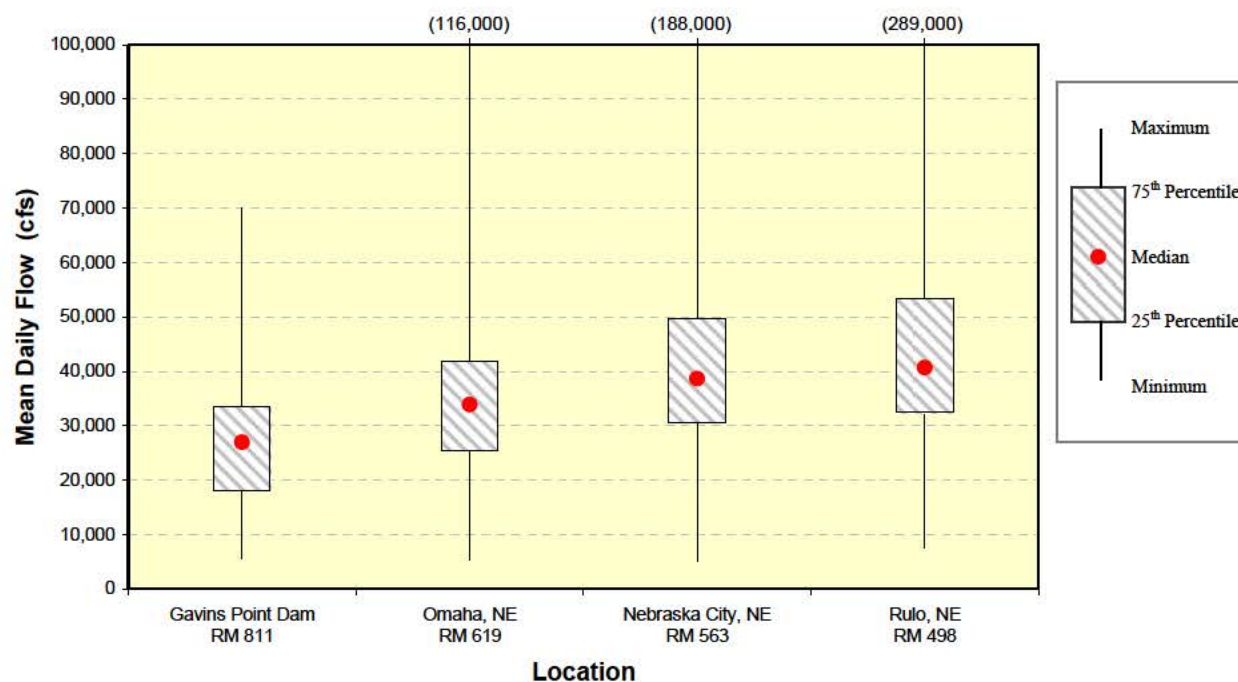 (116,000) (188,000) (289,000)
100,000
90,000
80,000
70,000
60,000
50,000
40,000
30,000
20,000
10,000
0
Mean Daily Flow (cfs)
Gavins Point Dam Omaha, NE Nebraska City, NE Rulo, NE
RM 811 RM 619 RM 563 RM 498
Location
Maximum
75th Percentile
Median
25th Percentile
Minimum